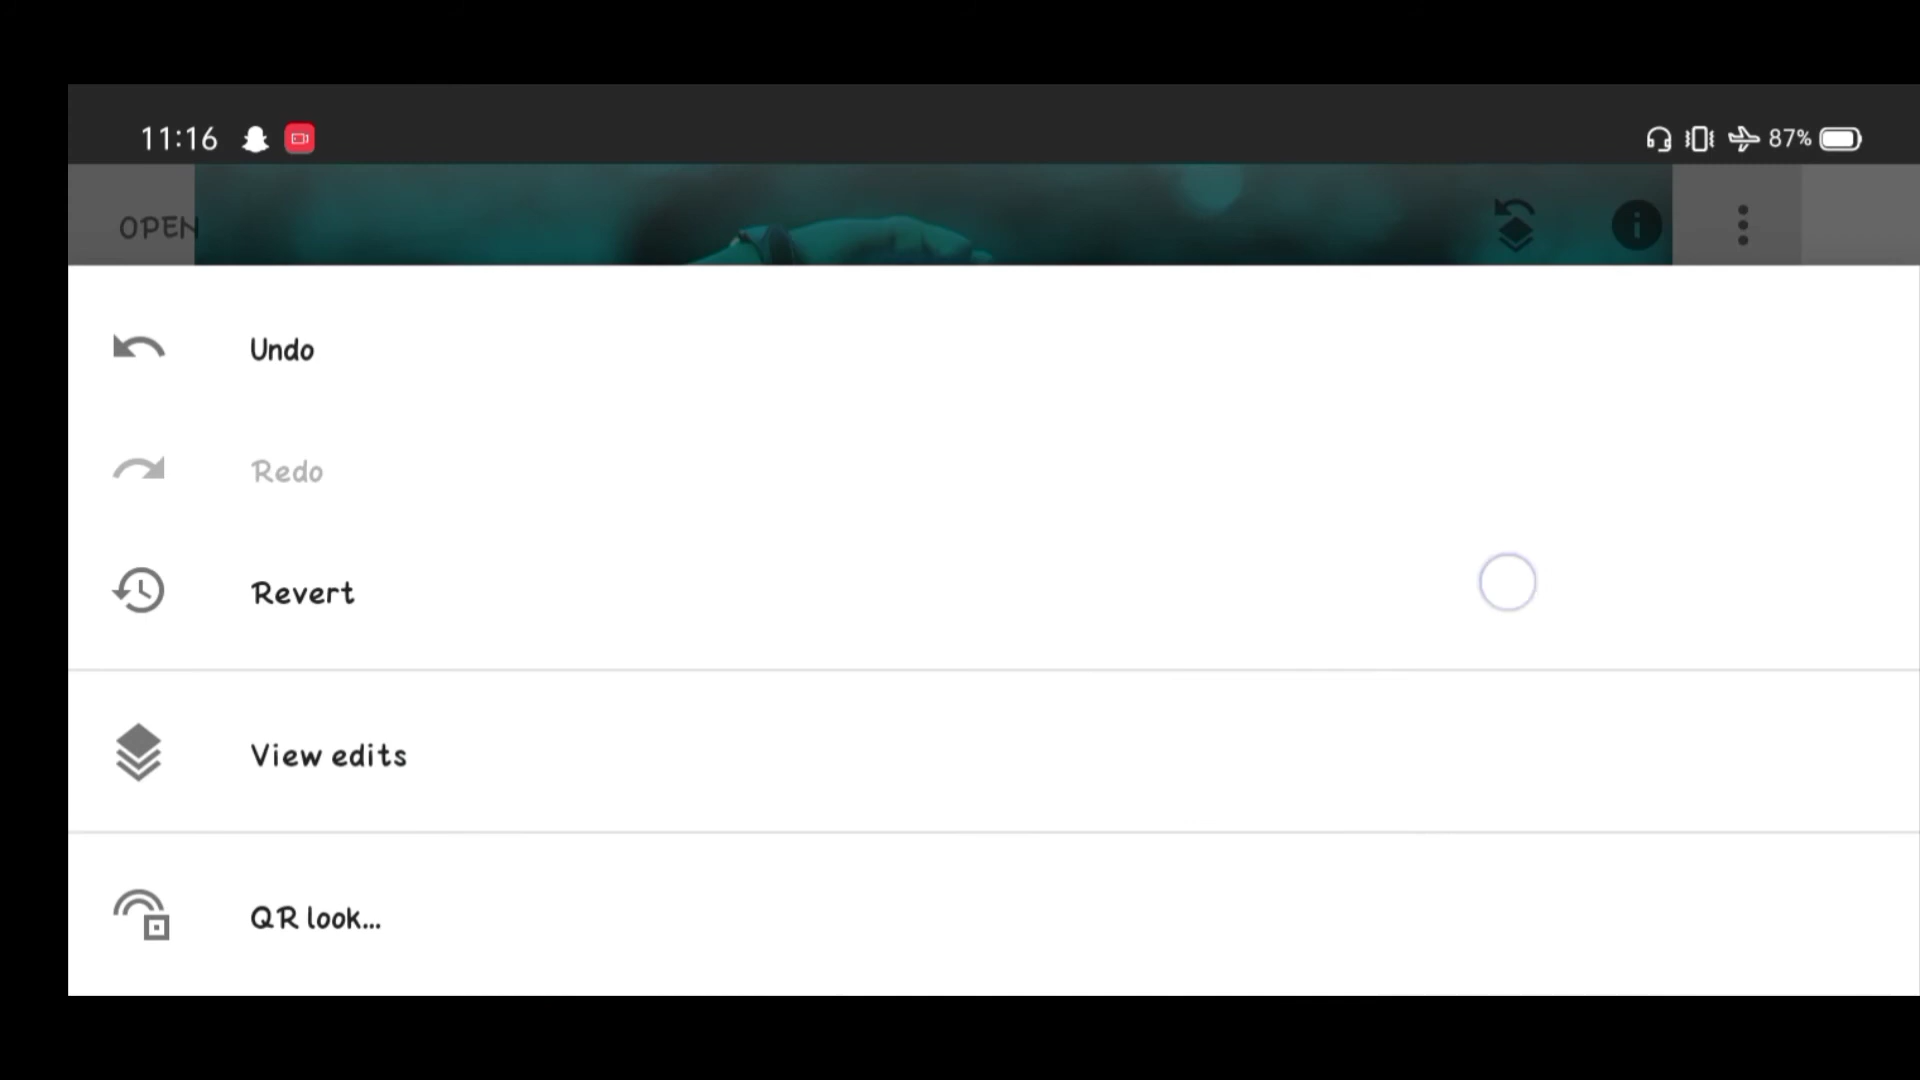 11:16
87%
OPEN
Undo
Redo
Revert
View edits
QR look...